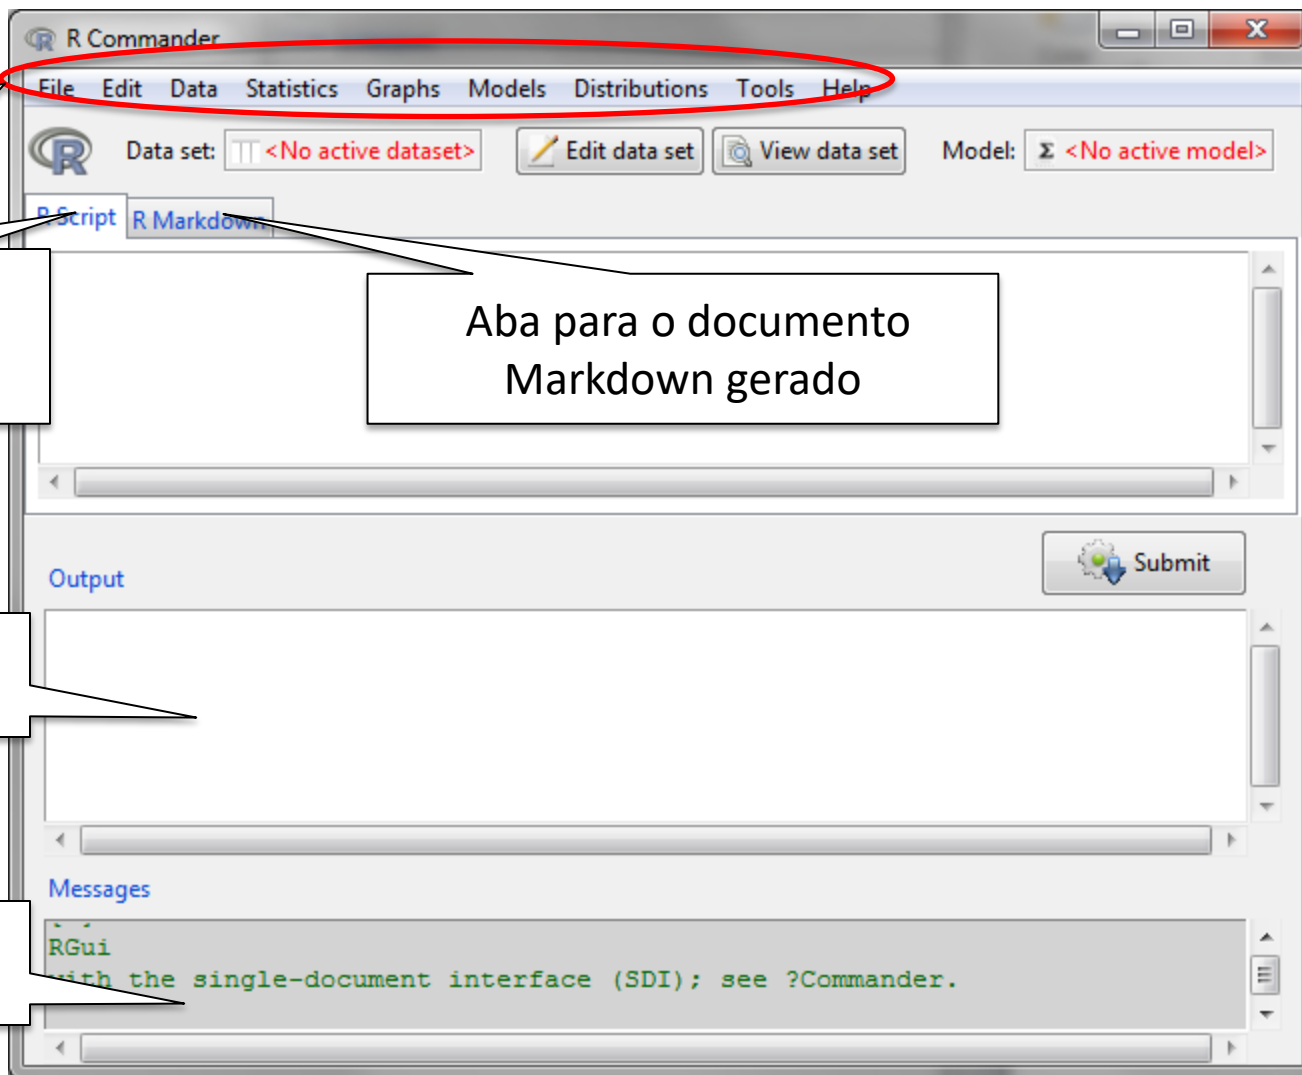 R Commander
File Edit Data Statistics Graphs Models Distributions Tools Help
R Data set: <No active dataset> Edit data set View data set Model: Σ <No active model>
R Script R Markdown
Aba para o documento
Markdown gerado
Submit
Output
Messages
RGui
with the single-document interface (SDI); see ?Commander.